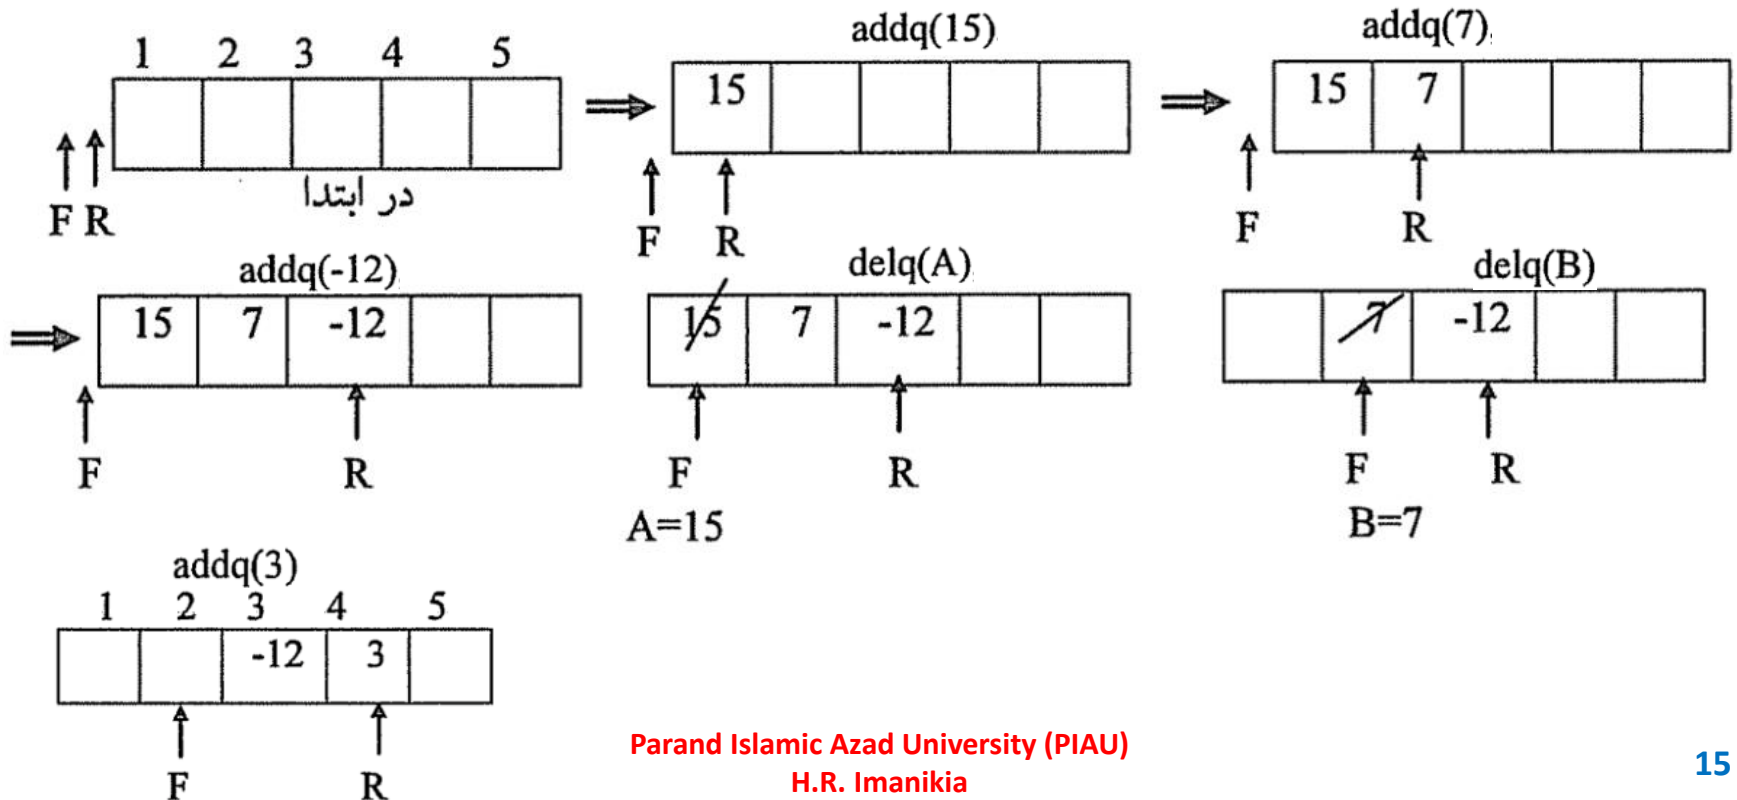 1 2 3 4 5
F R
در ابتدا
addq(15)
15
F R
addq(7)
15 7
F R
addq(-12)
15 7 -12
F R
delq(A)
15 7 -12
F R
A=15
delq(B)
7 -12
F R
B=7
addq(3)
1 2 3 4 5
-12 3
F R
Parand Islamic Azad University (PIAU)
H.R. Imanikia
15